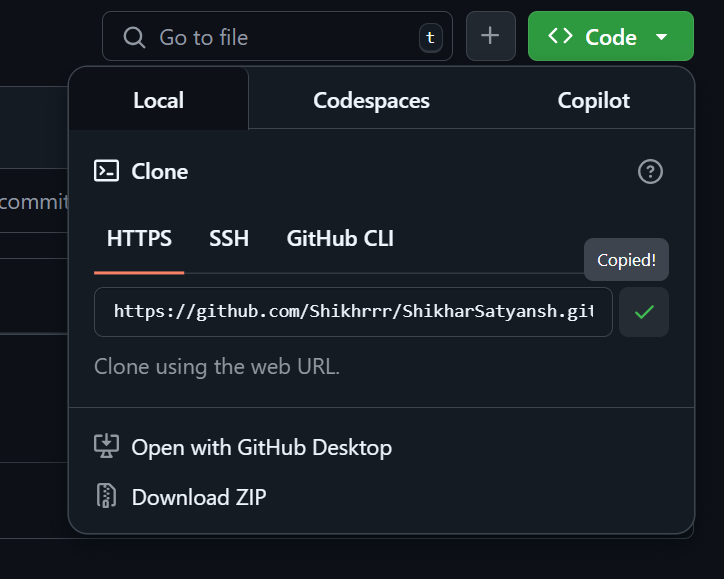 Go to file t + <> Code
Local Codespaces Copilot
Clone
commit
HTTPS SSH GitHub CLI
Copied!
https://github.com/Shikhrrr/ShikharSatyansh.git
Clone using the web URL.
Open with GitHub Desktop
Download ZIP